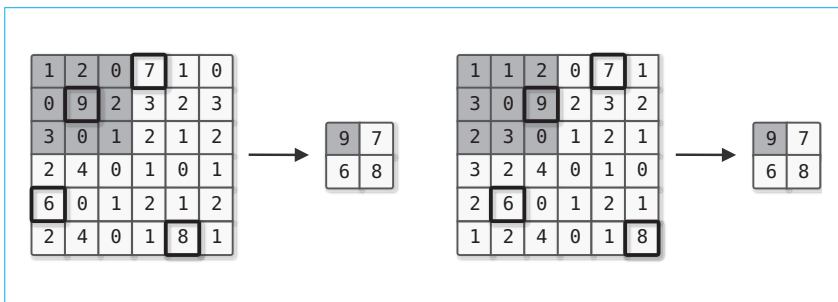 1 2 0 7 1 0
0 9 2 3 2 3
3 0 1 2 1 2
2 4 0 1 0 1
6 0 1 2 1 2
2 4 0 1 8 1
9 7
6 8
1 1 2 0 7 1
3 0 9 2 3 2
2 3 0 1 2 1
3 2 4 0 1 0
2 6 0 1 2 1
1 2 4 0 1 8
9 7
6 8